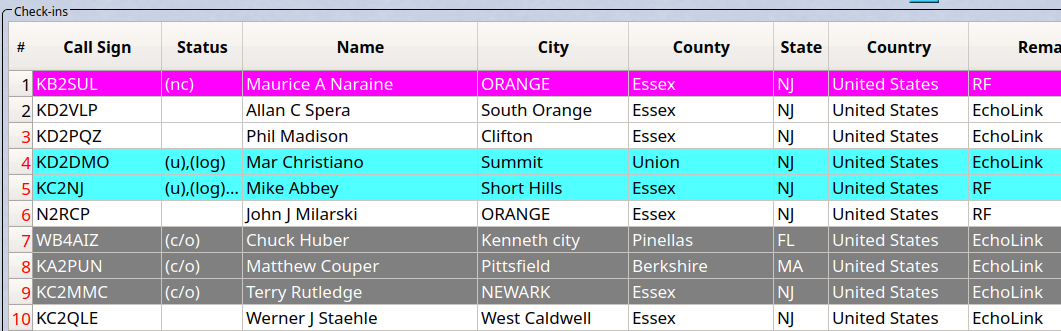 Check-ins
# Call Sign Status Name City County State Country Rema
1 KB2SUL (nc) Maurice A Naraine ORANGE Essex NJ United States RF
2 KD2VLP Allan C Spera South Orange Essex NJ United States EchoLink
3 KD2PQZ Phil Madison Clifton Essex NJ United States EchoLink
4 KD2DMO (u),(log) Mar Christiano Summit Union NJ United States EchoLink
5 KC2NJ (u),(log)... Mike Abbey Short Hills Essex NJ United States RF
6 N2RCP John J Milarski ORANGE Essex NJ United States RF
7 WB4AIZ (c/o) Chuck Huber Kenneth city Pinellas FL United States EchoLink
8 KA2PUN (c/o) Matthew Couper Pittsfield Berkshire MA United States EchoLink
9 KC2MMC (c/o) Terry Rutledge NEWARK Essex NJ United States EchoLink
10 KC2QLE Werner J Staehle West Caldwell Essex NJ United States EchoLink